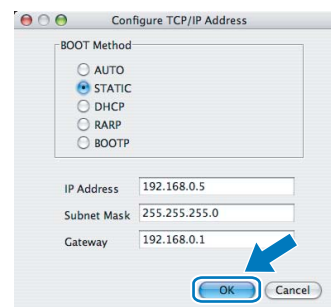 Configure TCP/IP Address
BOOT Method
AUTO
STATIC
DHCP
RARP
BOOTP
IP Address 192.168.0.5
Subnet Mask 255.255.255.0
Gateway 192.168.0.1
OK Cancel